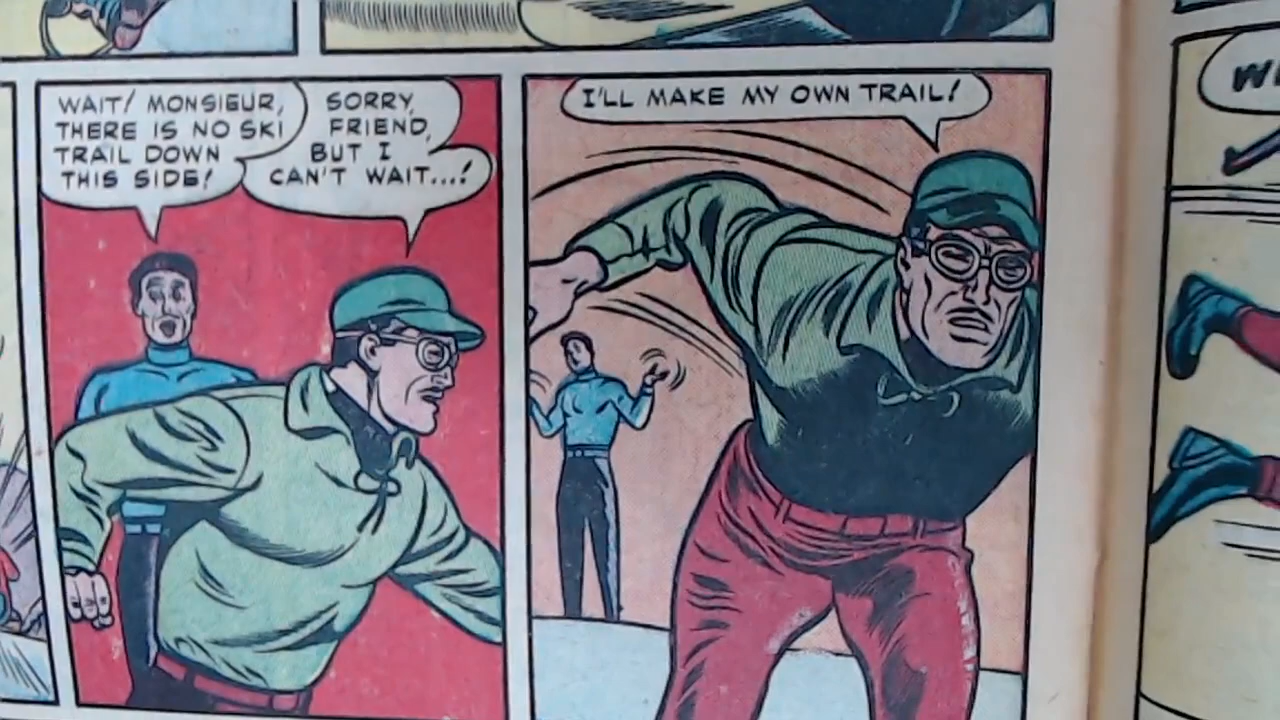 WAIT! MONSIEUR,
THERE IS NO SKI
TRAIL DOWN
THIS SIDE!
SORRY,
FRIEND,
BUT I
CAN'T WAIT...!
I'LL MAKE MY OWN TRAIL!